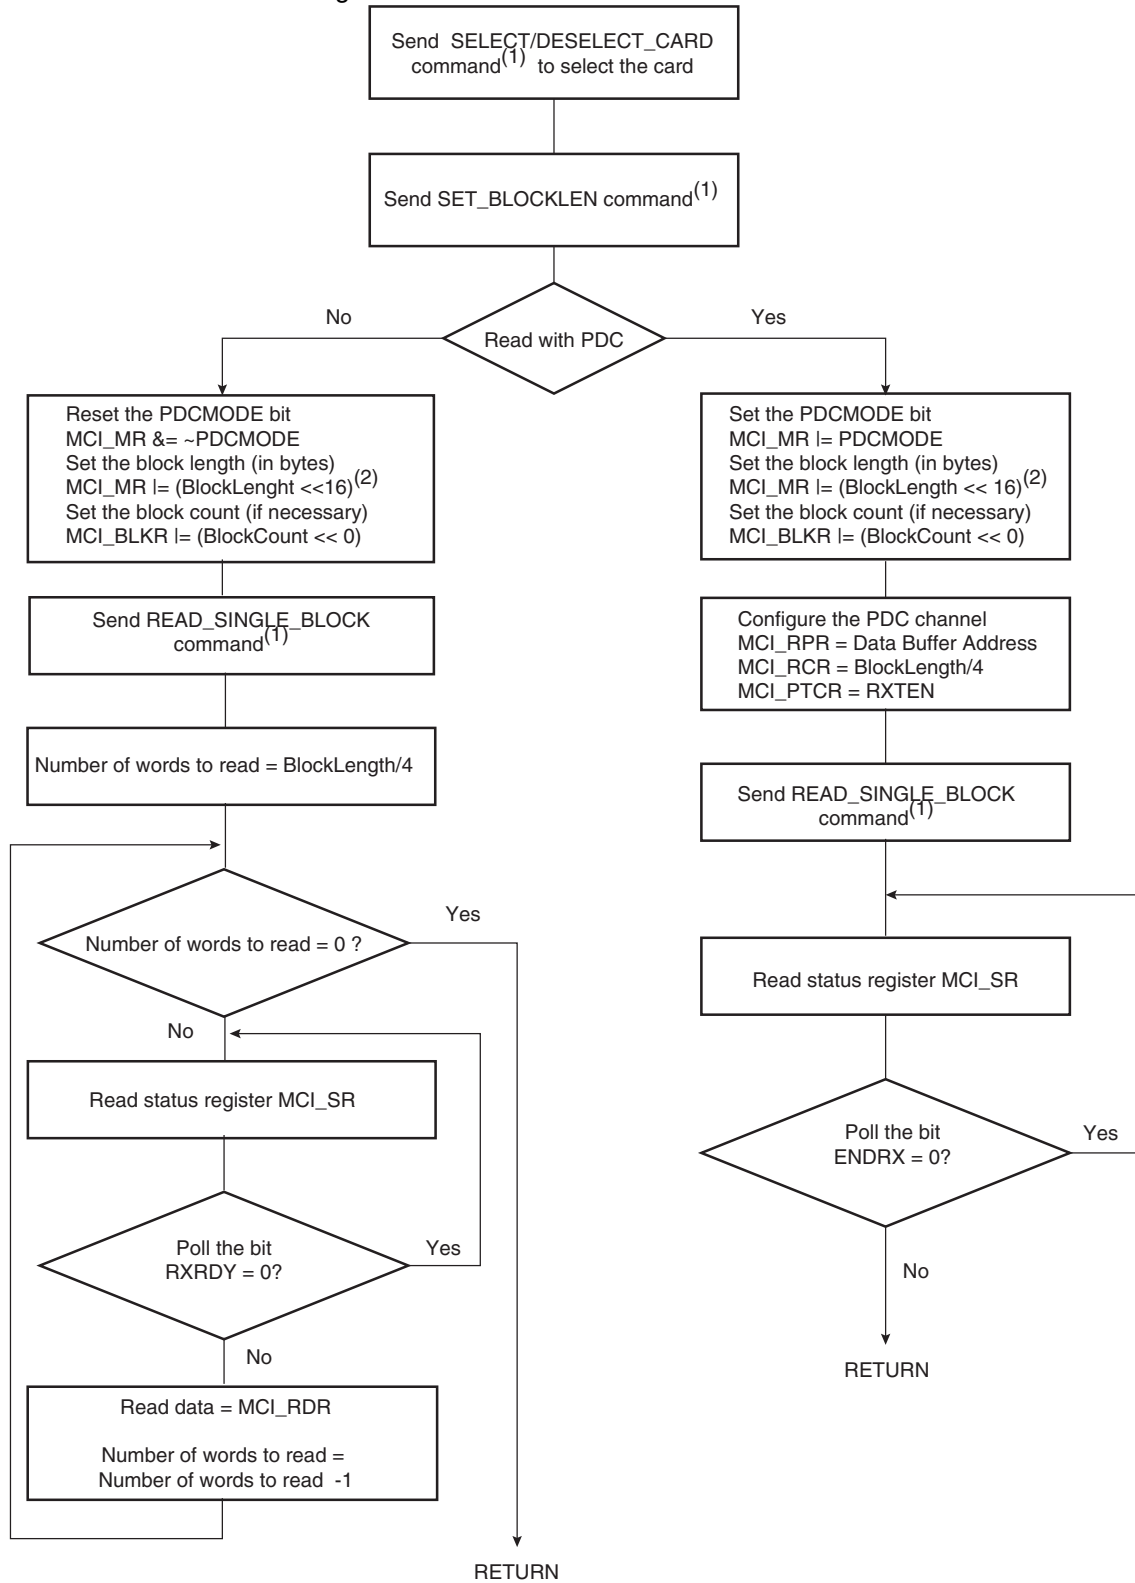 Send SELECT/DESELECT_CARD
command(1) to select the card
Send SET_BLOCKLEN command(1)
Read with PDC
No
Yes
Reset the PDCMODE bit
MCI_MR &= ~PDCMODE
Set the block length (in bytes)
MCI_MR |= (BlockLenght <<16)(2)
Set the block count (if necessary)
MCI_BLKR |= (BlockCount << 0)
Send READ_SINGLE_BLOCK
command(1)
Number of words to read = BlockLength/4
Number of words to read = 0 ?
Yes
No
Read status register MCI_SR
Poll the bit
RXRDY = 0?
Yes
No
Read data = MCI_RDR
Number of words to read =
Number of words to read -1
RETURN
Set the PDCMODE bit
MCI_MR |= PDCMODE
Set the block length (in bytes)
MCI_MR |= (BlockLength << 16)(2)
Set the block count (if necessary)
MCI_BLKR |= (BlockCount << 0)
Configure the PDC channel
MCI_RPR = Data Buffer Address
MCI_RCR = BlockLength/4
MCI_PTCR = RXTEN
Send READ_SINGLE_BLOCK
command(1)
Read status register MCI_SR
Poll the bit
ENDRX = 0?
Yes
No
RETURN